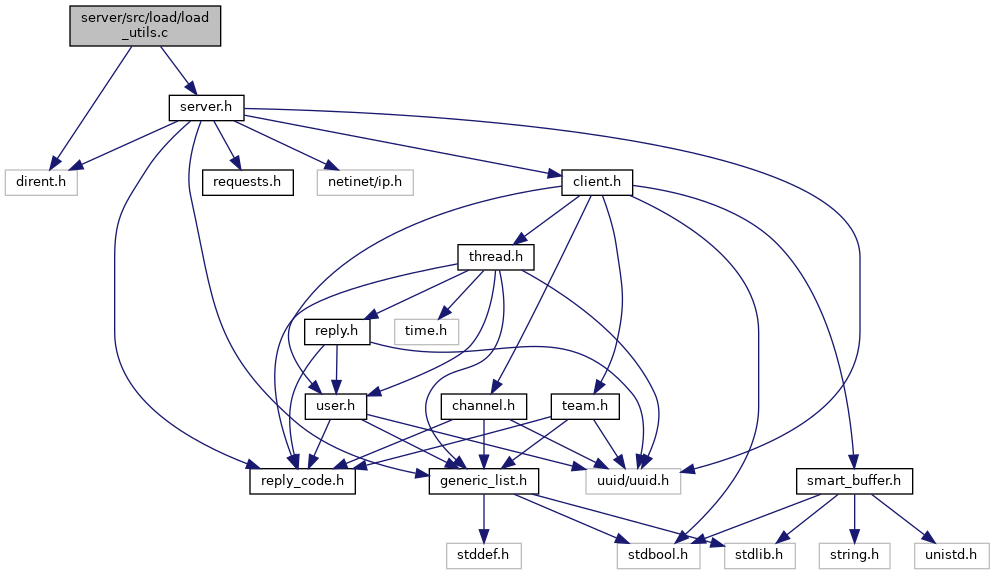 server/src/load/load
_utils.c
server.h
dirent.h
requests.h
netinet/ip.h
client.h
thread.h
reply.h
time.h
user.h
channel.h
team.h
reply_code.h
generic_list.h
uuid/uuid.h
smart_buffer.h
stddef.h
stdbool.h
stdlib.h
string.h
unistd.h